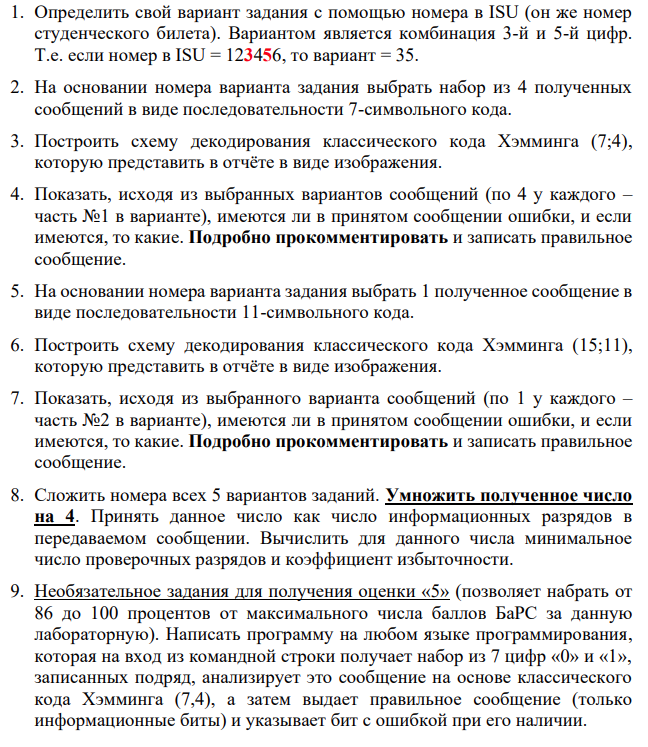 1. Определить свой вариант задания с помощью номера в ISU (он же номер
студенческого билета). Вариантом является комбинация 3-й и 5-й цифр.
Т.е. если номер в ISU = 123456, то вариант = 35.
2. На основании номера варианта задания выбрать набор из 4 полученных
сообщений в виде последовательности 7-символьного кода.
3. Построить схему декодирования классического кода Хэмминга (7;4),
которую представить в отчёте в виде изображения.
4. Показать, исходя из выбранных вариантов сообщений (по 4 у каждого –
часть №1 в варианте), имеются ли в принятом сообщении ошибки, и если
имеются, то какие. Подробно прокомментировать и записать правильное
сообщение.
5. На основании номера варианта задания выбрать 1 полученное сообщение в
виде последовательности 11-символьного кода.
6. Построить схему декодирования классического кода Хэмминга (15;11),
которую представить в отчёте в виде изображения.
7. Показать, исходя из выбранного варианта сообщений (по 1 у каждого –
часть №2 в варианте), имеются ли в принятом сообщении ошибки, и если
имеются, то какие. Подробно прокомментировать и записать правильное
сообщение.
8. Сложить номера всех 5 вариантов заданий. Умножить полученное число
на 4. Принять данное число как число информационных разрядов в
передаваемом сообщении. Вычислить для данного числа минимальное
число проверочных разрядов и коэффициент избыточности.
9. Необязательное задания для получения оценки «5» (позволяет набрать от
86 до 100 процентов от максимального числа баллов БаРС за данную
лабораторную). Написать программу на любом языке программирования,
которая на вход из командной строки получает набор из 7 цифр «0» и «1»,
записанных подряд, анализирует это сообщение на основе классического
кода Хэмминга (7,4), а затем выдает правильное сообщение (только
информационные биты) и указывает бит с ошибкой при его наличии.